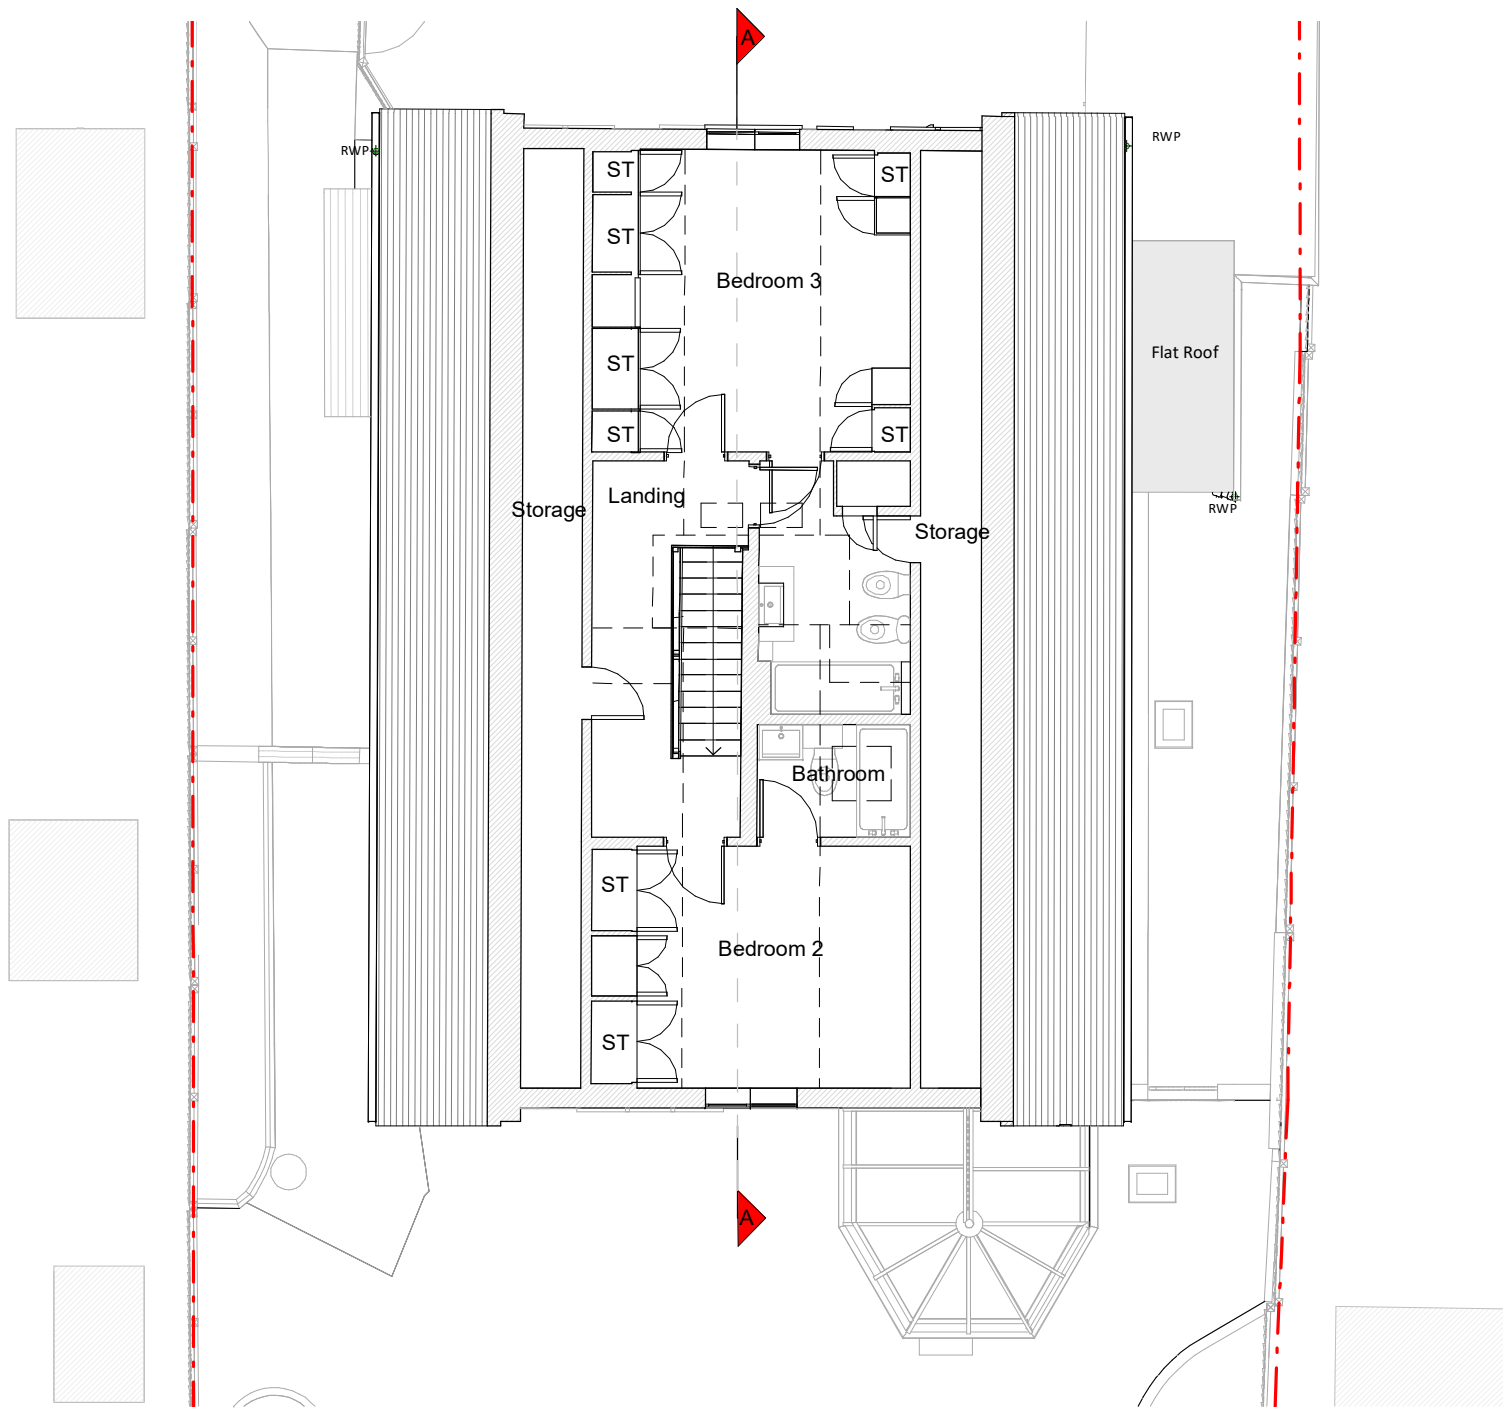 A
RWP
RWP
ST
ST
ST
Bedroom 3
Flat Roof
ST
ST
ST
Landing
Storage
RWP
Storage
Bathroom
ST
Bedroom 2
ST
A